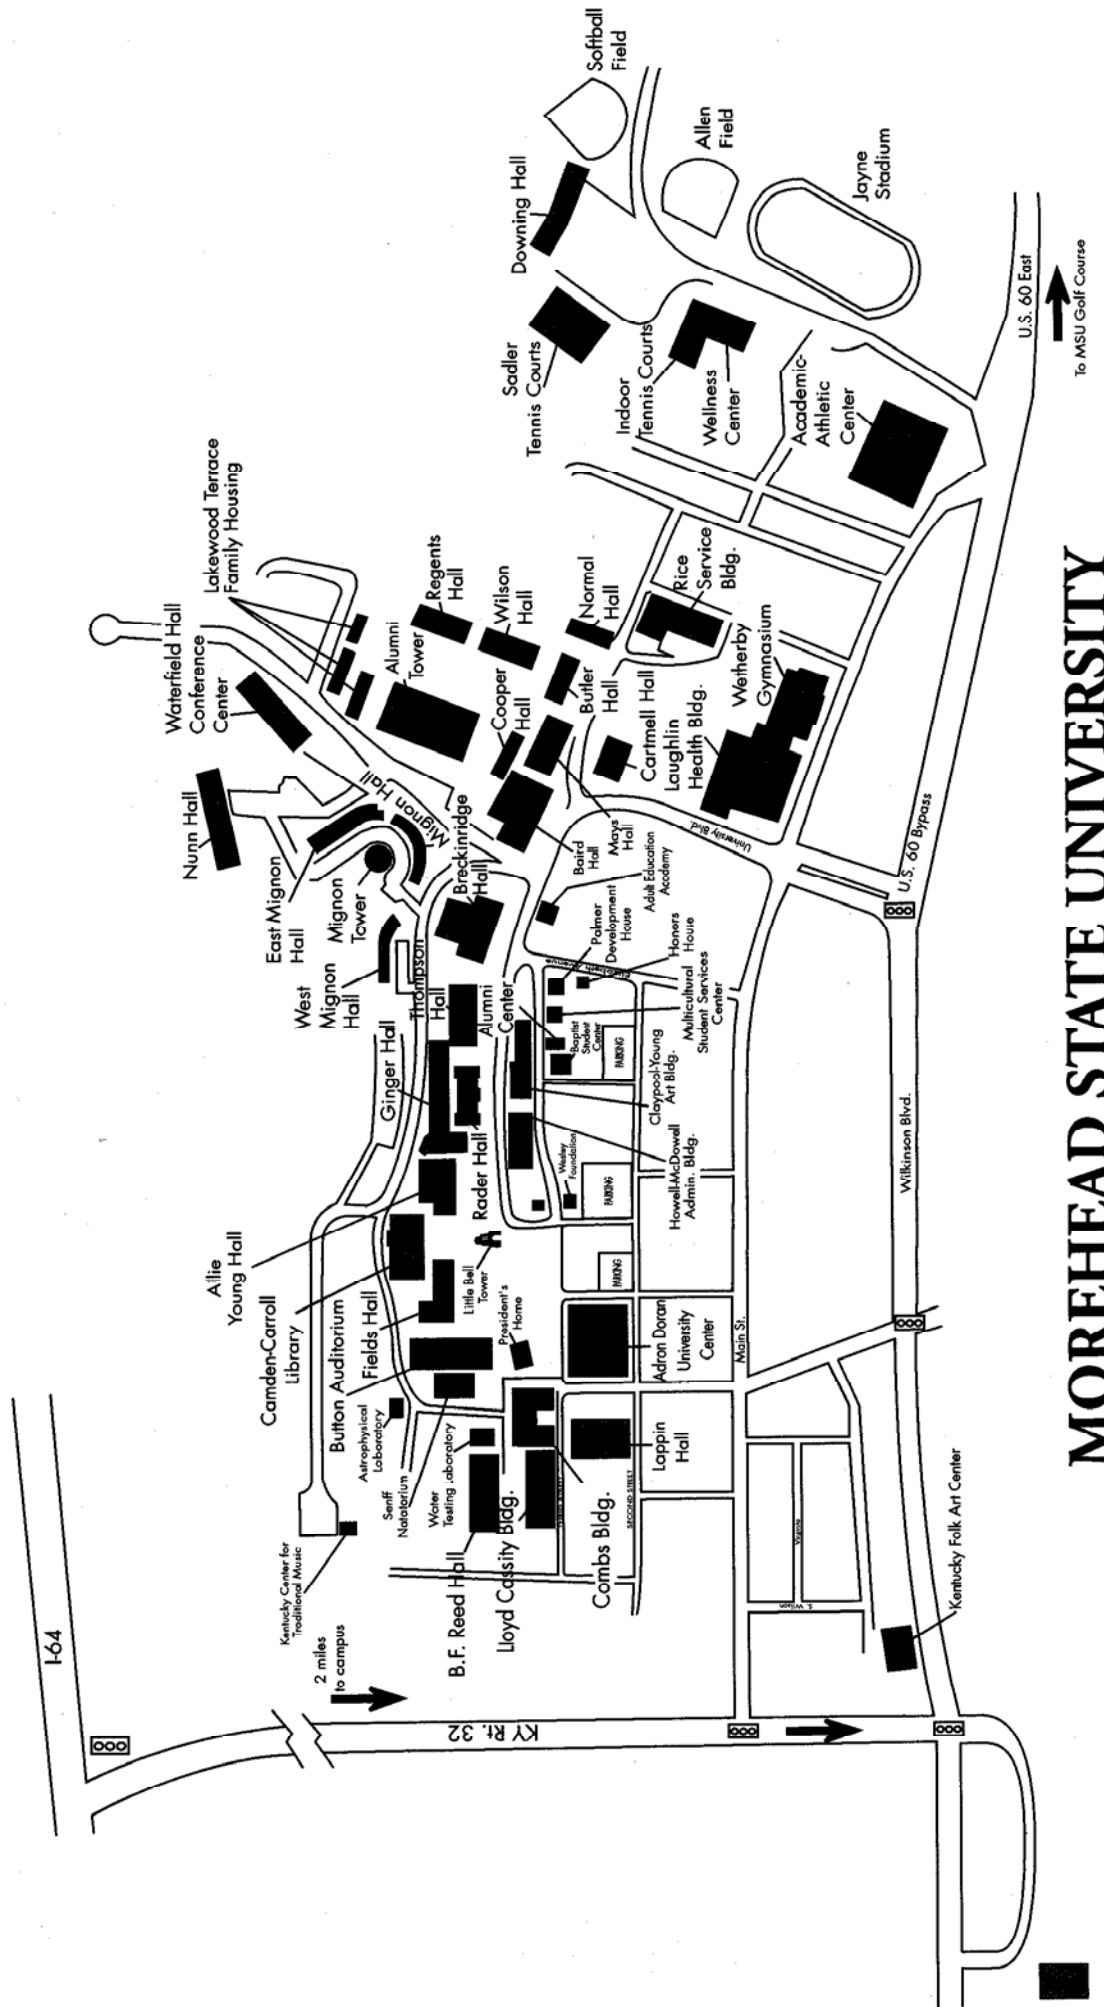 I-64
2 miles
to campus
KY Rt. 32
Kentucky Center for
Traditional Music
Astrophysical
Laboratory
Senff
Natatorium
Water
Testing Laboratory
B.F. Reed Hall
Lloyd Cassity Bldg.
Combs Bldg.
Lappin
Hall
Button Auditorium
Fields Hall
Camden-Carroll
Library
Allie
Young Hall
Ginger Hall
Rader Hall
Little Bell
Tower
President's
Home
Adron Doran
University
Center
THIRD STREET
SECOND STREET
Main St.
Virginia
S. Wilson
Kentucky Folk Art Center
PARKING
PARKING
PARKING
Wesley
Foundation
Howell-McDowell
Admin. Bldg.
Claypool-Young
Art Bldg.
Baptist
Student
Center
Multicultural
Student Services
Center
Honors
House
Palmer
Development
House
Elizabeth Avenue
Adult Education
Academy
Alumni
Center
Thompson
Hall
West
Mignon
Hall
Mignon
Tower
East Mignon
Hall
Mignon Hall
Nunn Hall
Breckinridge
Hall
Waterfield Hall
Conference
Center
Lakewood Terrace
Family Housing
Alumni
Tower
Regents
Hall
Wilson
Hall
Cooper
Hall
Normal
Hall
Butler
Hall
Baird
Hall
Mays
Hall
Cartmell Hall
Laughlin
Health Bldg.
Wetherby
Gymnasium
Rice
Service
Bldg.
University Blvd.
U.S. 60 Bypass
Wilkinson Blvd.
Sadler
Tennis Courts
Downing Hall
Softball
Field
Allen
Field
Jayne
Stadium
Indoor
Tennis Courts
Wellness
Center
Academic-
Athletic
Center
U.S. 60 East
To MSU Golf Course
MOREHEAD STATE UNIVERSITY